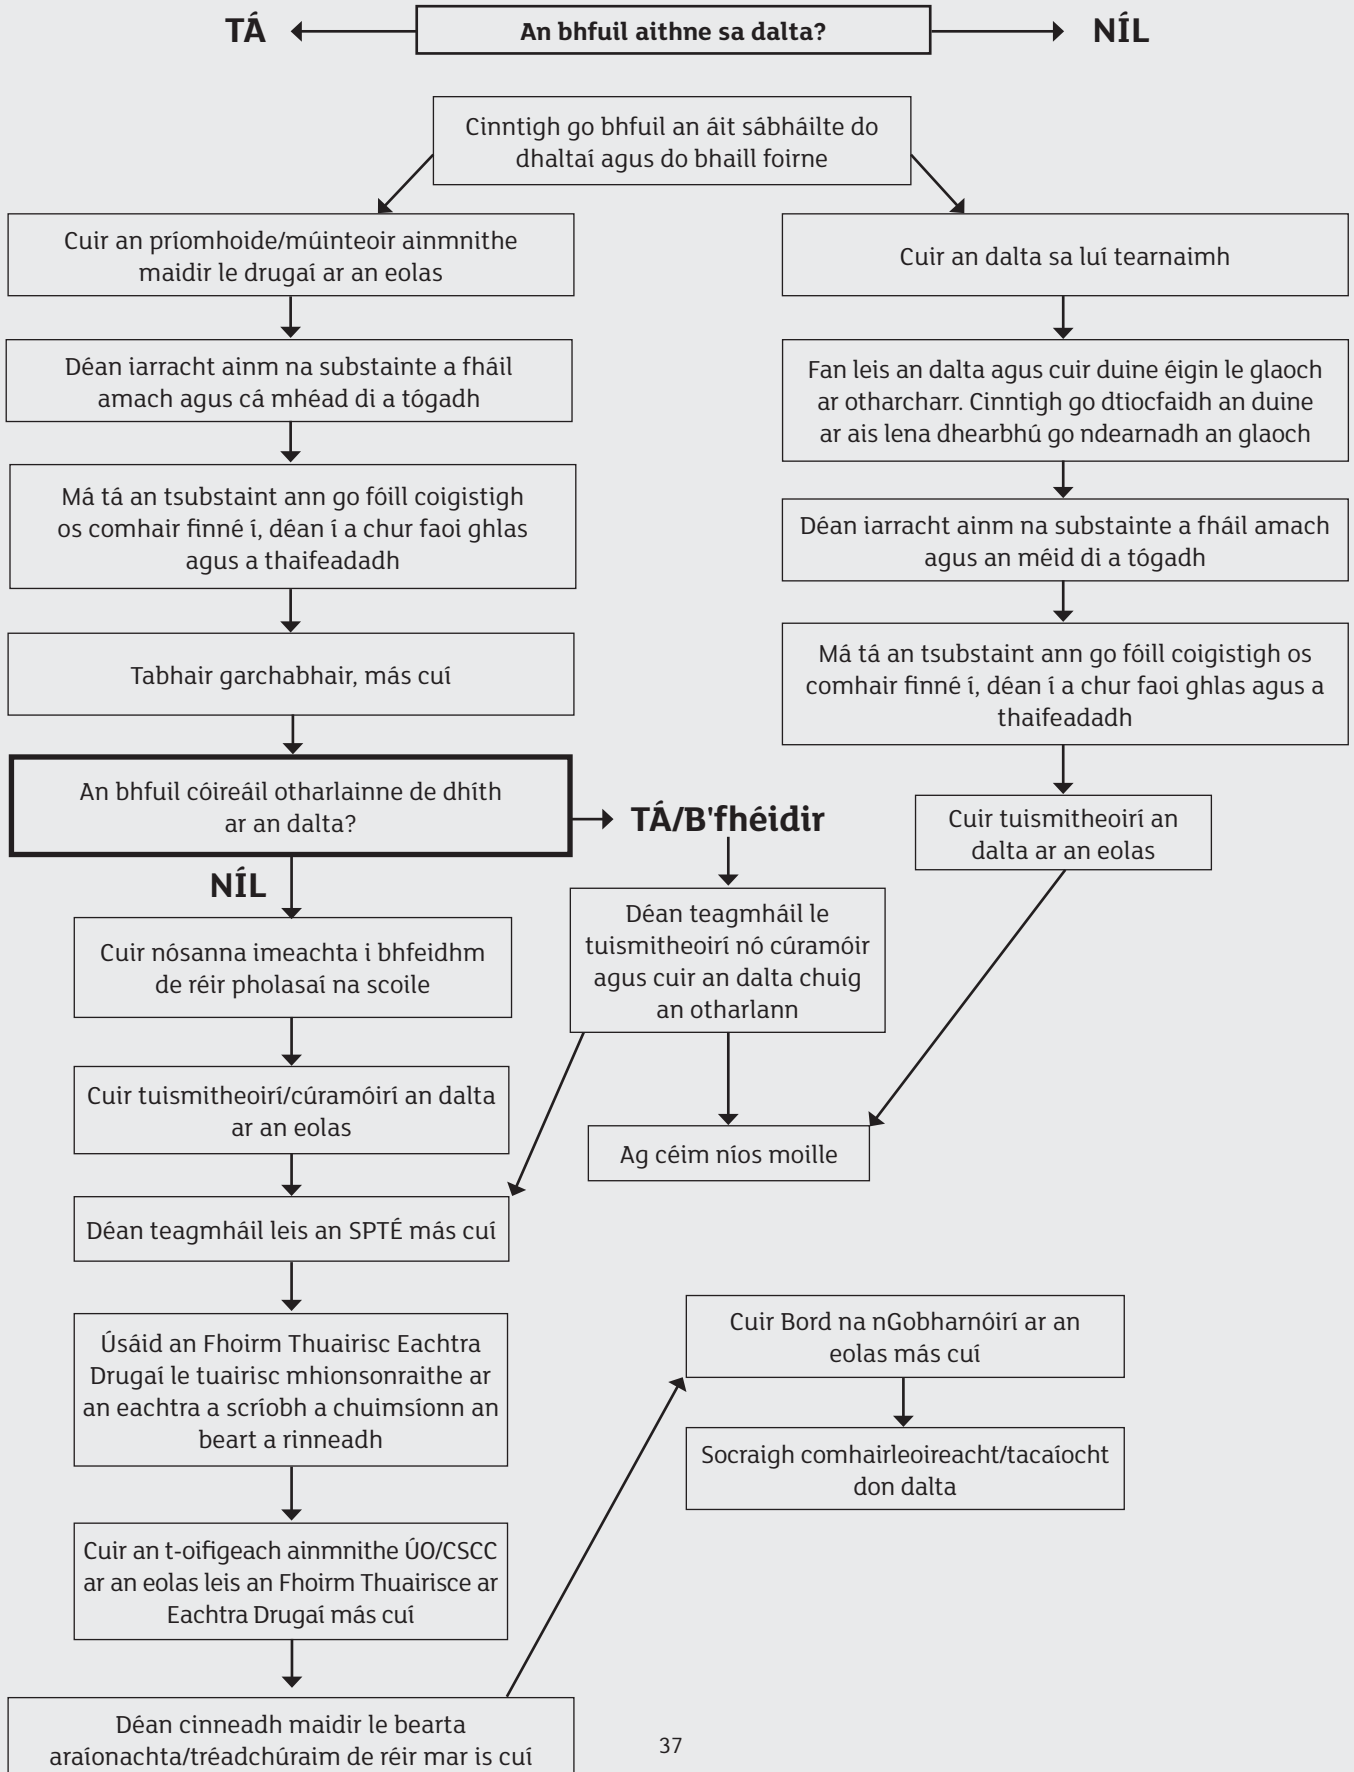 TÁ
An bhfuil aithne sa dalta?
NÍL
Cinntigh go bhfuil an áit sábháilte do
dhaltaí agus do bhaill foirne
Cuir an príomhoide/múinteoir ainmnithe
maidir le drugaí ar an eolas
Déan iarracht ainm na substainte a fháil
amach agus cá mhéad di a tógadh
Má tá an tsubstaint ann go fóill coigistigh
os comhair finné í, déan í a chur faoi ghlas
agus a thaifeadadh
Tabhair garchabhair, más cuí
An bhfuil cóireáil otharlainne de dhíth
ar an dalta?
TÁ/B'fhéidir
NÍL
Cuir an dalta sa luí tearnaimh
Fan leis an dalta agus cuir duine éigin le glaoch
ar otharcharr. Cinntigh go dtiocfaidh an duine
ar ais lena dhearbhú go ndearnadh an glaoch
Déan iarracht ainm na substainte a fháil amach
agus an méid di a tógadh
Má tá an tsubstaint ann go fóill coigistigh os
comhair finné í, déan í a chur faoi ghlas agus a
thaifeadadh
Cuir tuismitheoirí an
dalta ar an eolas
Déan teagmháil le
tuismitheoirí nó cúramóir
agus cuir an dalta chuig
an otharlann
Ag céim níos moille
Cuir nósanna imeachta i bhfeidhm
de réir pholasaí na scoile
Cuir tuismitheoirí/cúramóirí an dalta
ar an eolas
Déan teagmháil leis an SPTÉ más cuí
Úsáid an Fhoirm Thuairisc Eachtra
Drugaí le tuairisc mhionsonraithe ar
an eachtra a scríobh a chuimsíonn an
beart a rinneadh
Cuir an t-oifigeach ainmnithe ÚO/CSCC
ar an eolas leis an Fhoirm Thuairisce ar
Eachtra Drugaí más cuí
Déan cinneadh maidir le bearta
araíonachta/tréadchúraim de réir mar is cuí
Cuir Bord na nGobharnóirí ar an
eolas más cuí
Socraigh comhairleoireacht/tacaíocht
don dalta
37